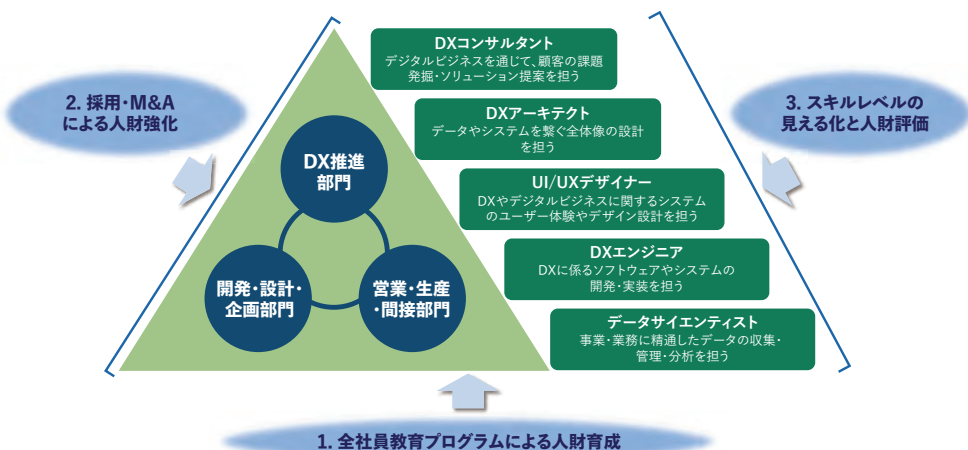 2. 採用・M&A
による人財強化
DX推進
部門
開発・設計・
企画部門
営業・生産
・間接部門
DXコンサルタント
デジタルビジネスを通じて、顧客の課題
発掘・ソリューション提案を担う
DXアーキテクト
データやシステムを繋ぐ全体像の設計
を担う
UI/UXデザイナー
DXやデジタルビジネスに関するシステム
のユーザー体験やデザイン設計を担う
DXエンジニア
DXに係るソフトウェアやシステムの
開発・実装を担う
データサイエンティスト
事業・業務に精通したデータの収集・
管理・分析を担う
3. スキルレベルの
見える化と人財評価
1. 全社員教育プログラムによる人財育成